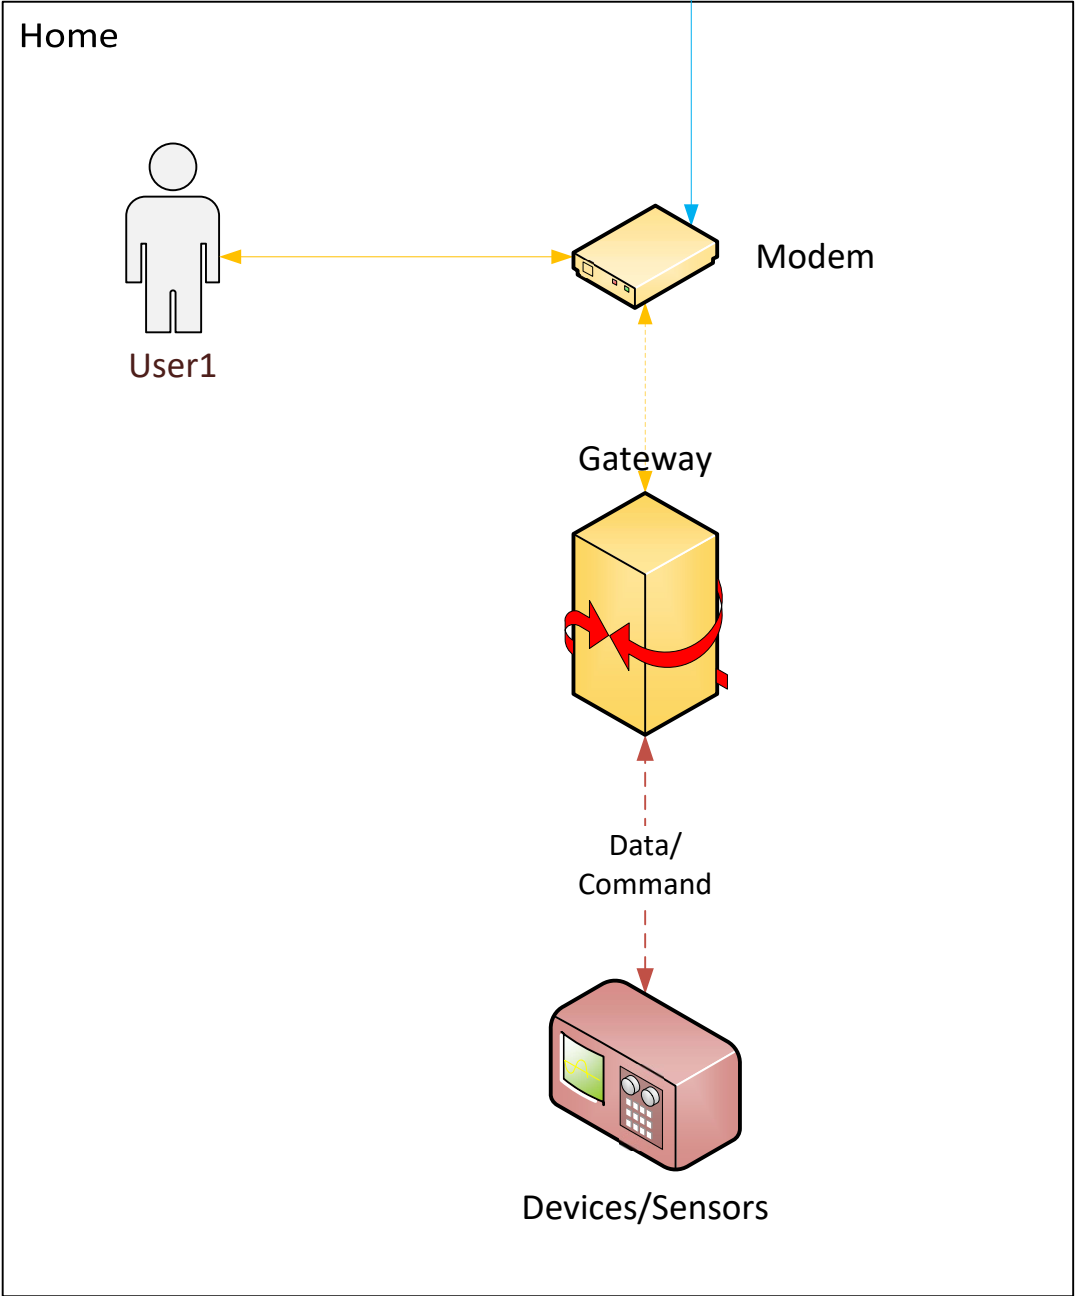 Home
Modem
User1
Gateway
Data/
Command
Devices/Sensors